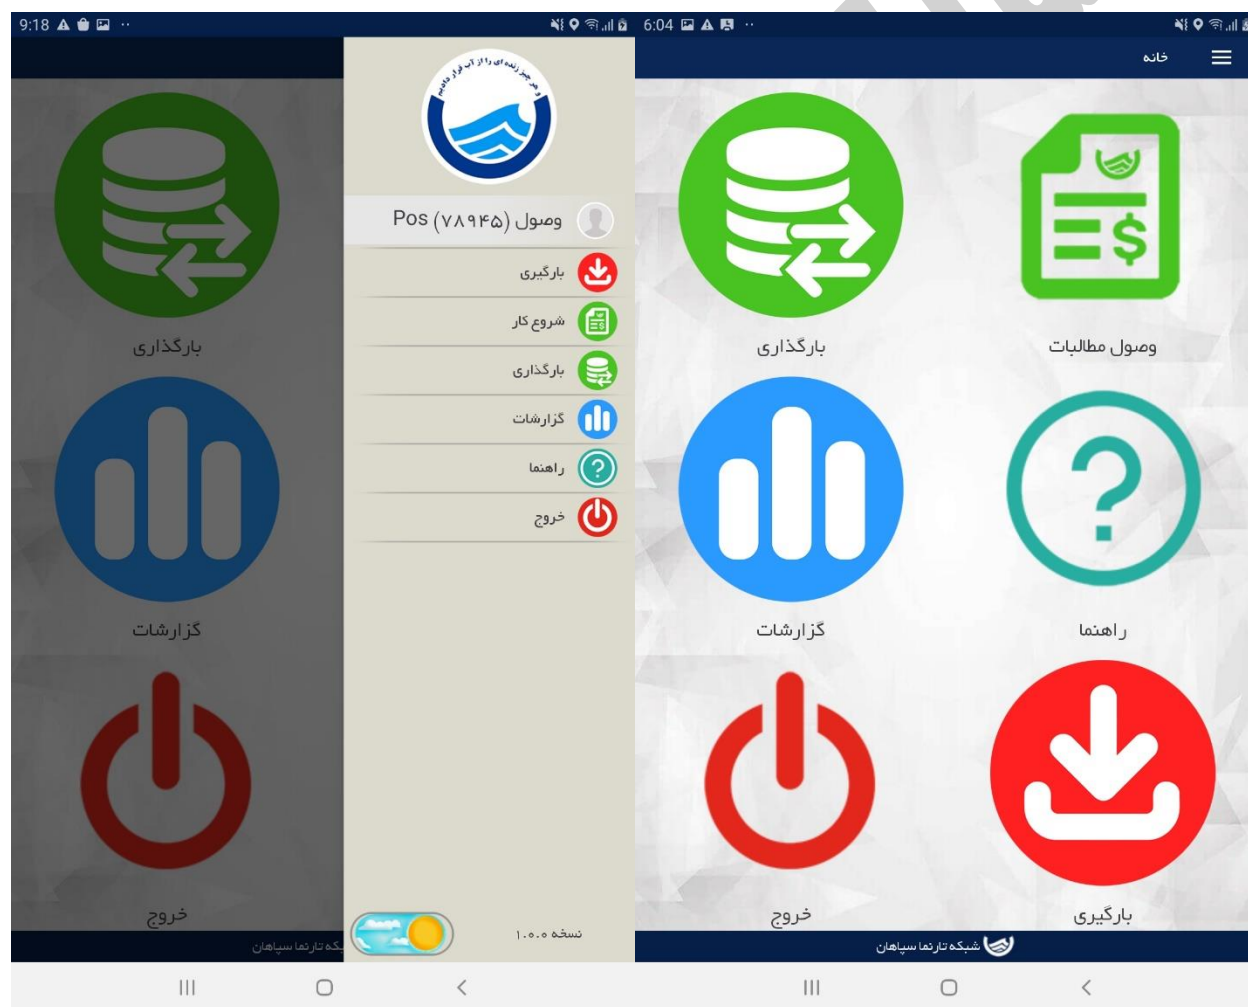 9:18
و هر چیز زنده ای را از آب قرار دادیم
وصول (۷۸۹۴۵) Pos
بارگیری
شروع کار
بارگذاری
گزارشات
راهنما
خروج
نسخه ۱.۰.۰
بارگذاری
گزارشات
خروج
که تارنما سپاهان
6:04
خانه
وصول مطالبات
بارگذاری
راهنما
گزارشات
بارگیری
خروج
شبکه تارنما سپاهان